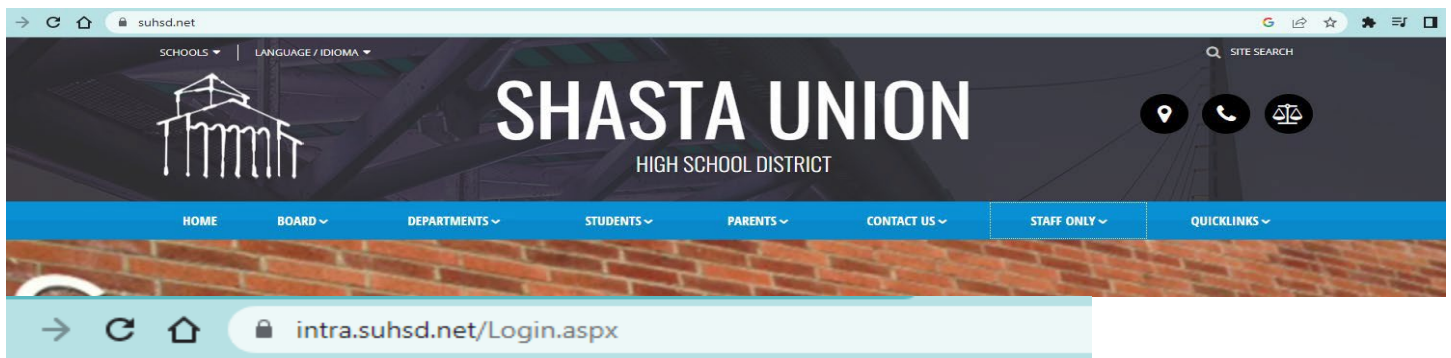 suhsd.net
SCHOOLS LANGUAGE / IDIOMA SITE SEARCH
SHASTA UNION
HIGH SCHOOL DISTRICT
HOME BOARD DEPARTMENTS STUDENTS PARENTS CONTACT US STAFF ONLY QUICKLINKS
intra.suhsd.net/Login.aspx